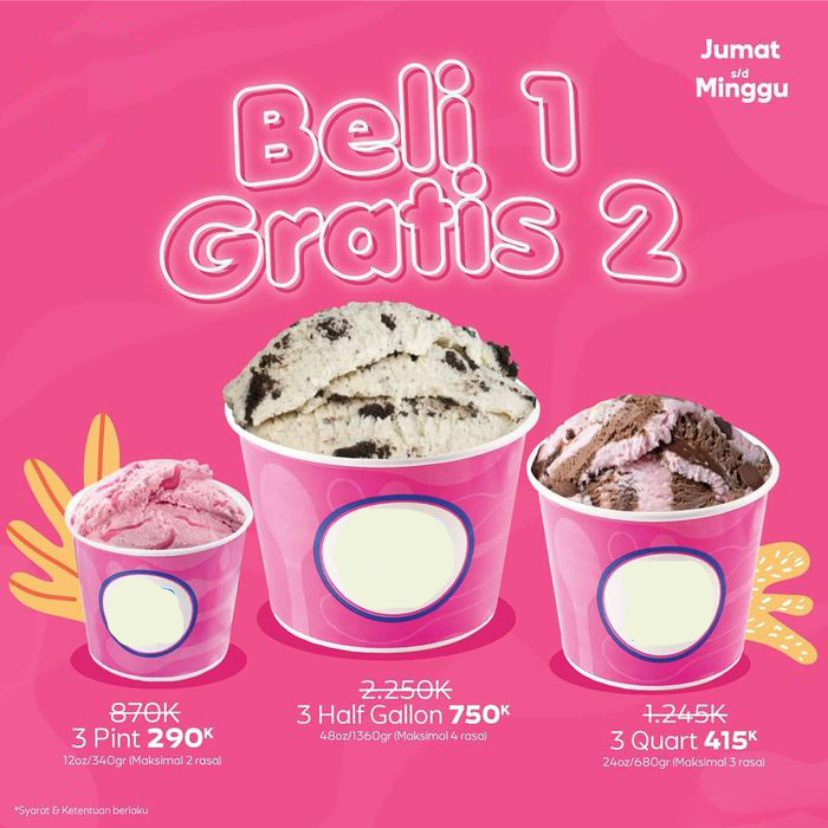 Jumat
s/d
Minggu
Beli 1
Gratis 2
870K
3 Pint 290K
12oz/340gr (Maksimal 2 rasa)
2.250K
3 Half Gallon 750K
48oz/1360gr (Maksimal 4 rasa)
1.245K
3 Quart 415K
24oz/680gr (Maksimal 3 rasa)
*Syarat & Ketentuan berlaku